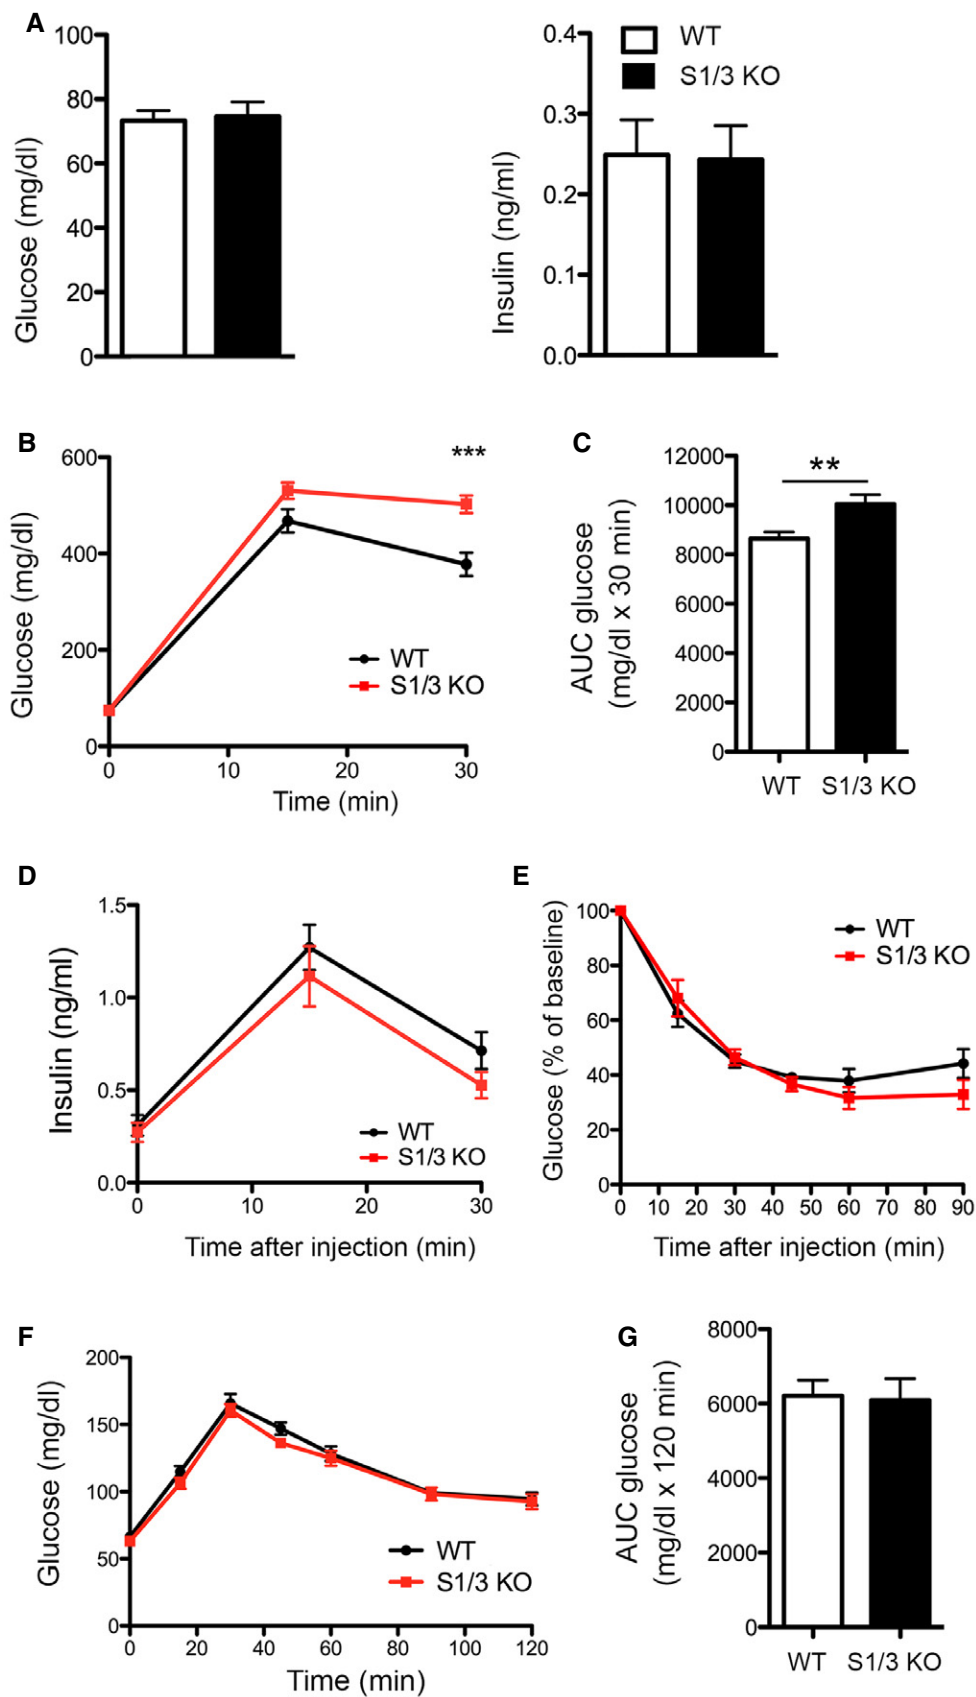 A
Glucose (mg/dl)
100
80
60
40
20
0
Insulin (ng/ml)
0.4
0.3
0.2
0.1
0.0
WT
S1/3 KO
B
Glucose (mg/dl)
600
400
200
0
***
WT
S1/3 KO
0 10 20 30
Time (min)
C
AUC glucose
(mg/dl x 30 min)
12000
10000
8000
6000
4000
2000
0
**
WT S1/3 KO
D
Insulin (ng/ml)
1.5
1.0
0.5
0.0
WT
S1/3 KO
0 10 20 30
Time after injection (min)
E
Glucose (% of baseline)
100
80
60
40
20
0
WT
S1/3 KO
0 10 20 30 40 50 60 70 80 90
Time after injection (min)
F
Glucose (mg/dl)
200
150
100
50
0
WT
S1/3 KO
0 20 40 60 80 100 120
Time (min)
G
AUC glucose
(mg/dl x 120 min)
8000
6000
4000
2000
0
WT S1/3 KO